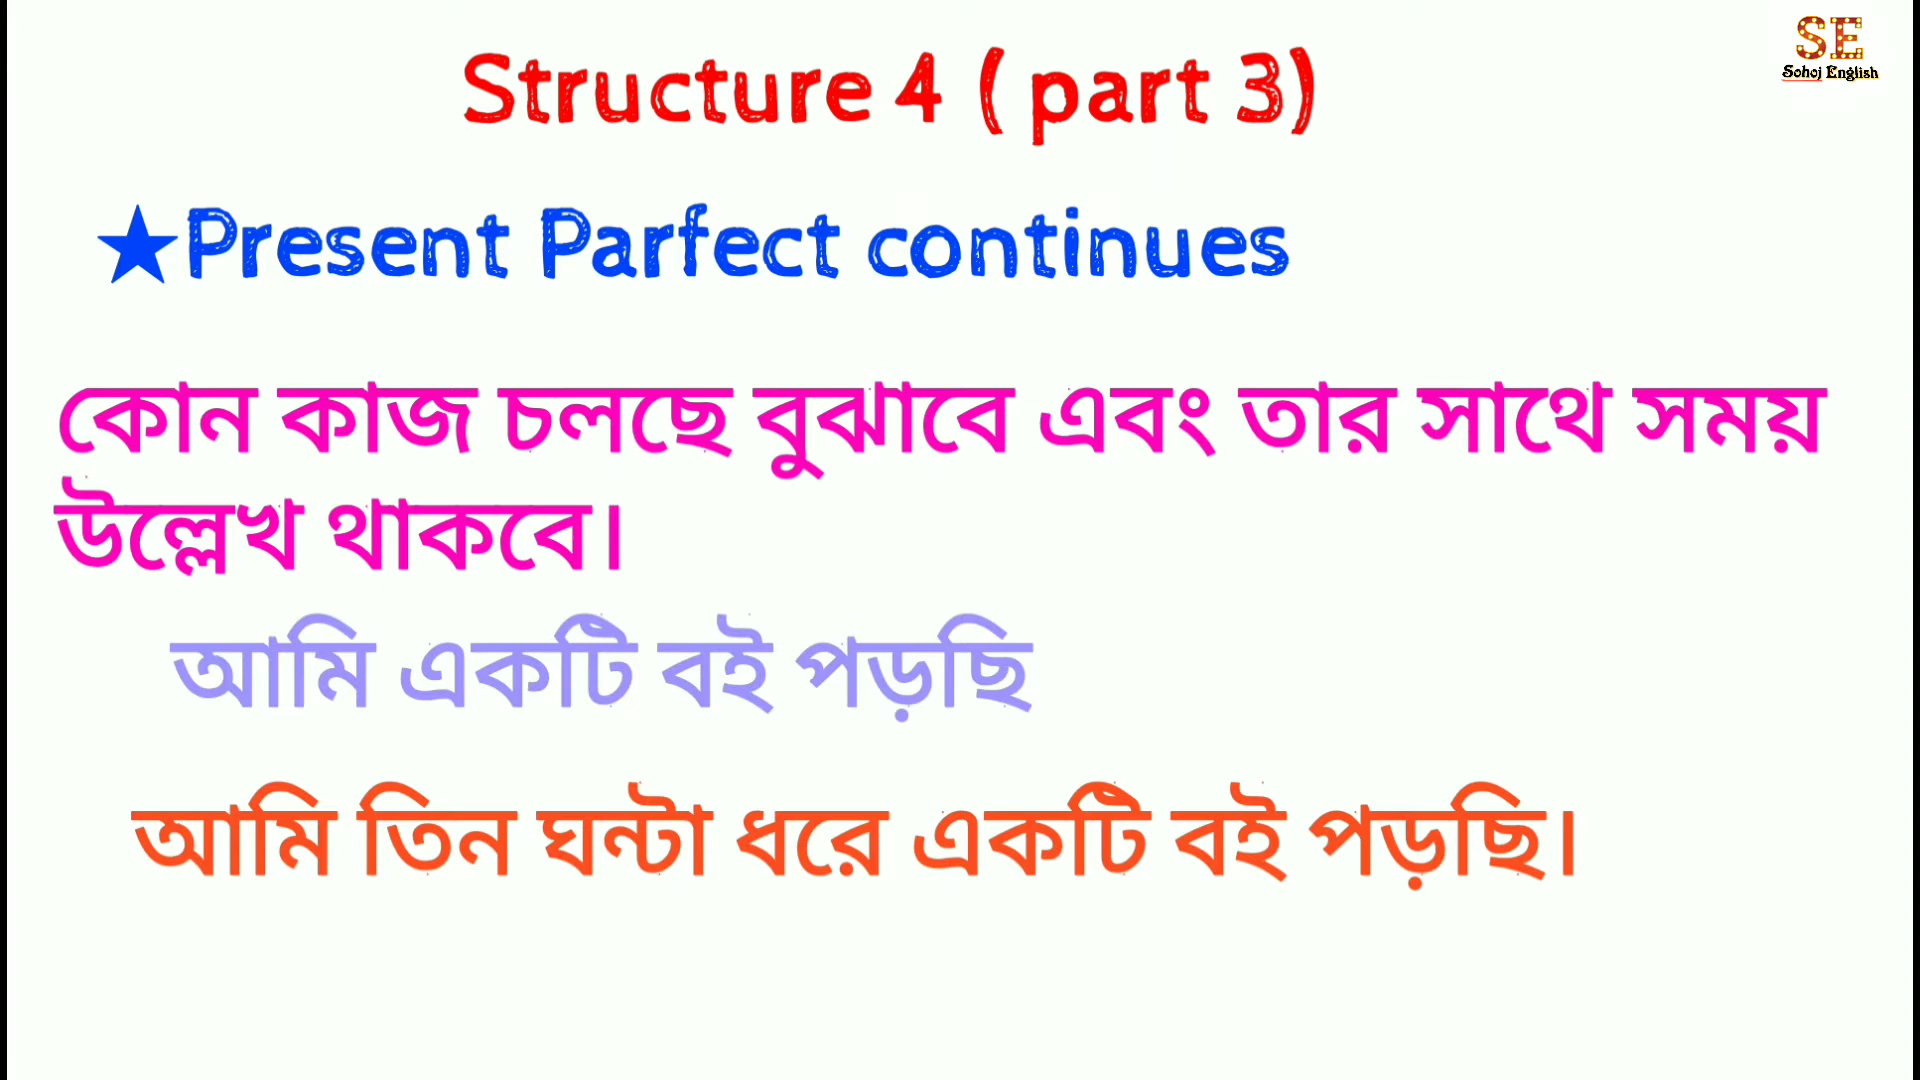 SE
Sohoj English
Structure 4 ( part 3)
★Present Parfect continues
কোন কাজ চলছে বুঝাবে এবং তার সাথে সময়
উল্লেখ থাকবে।
আমি একটি বই পড়ছি
আমি তিন ঘন্টা ধরে একটি বই পড়ছি।